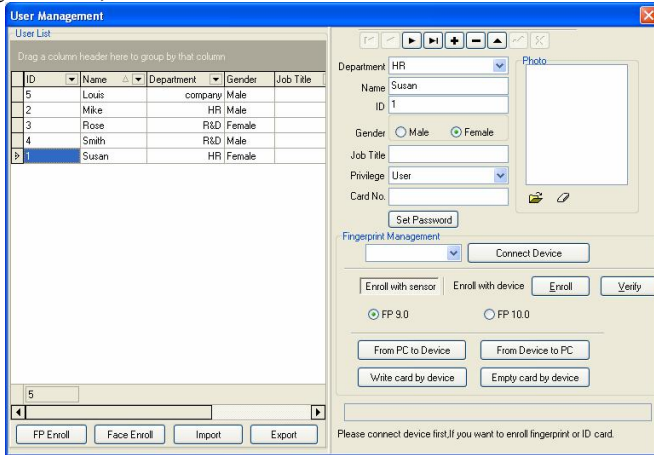 User Management
User List
Drag a column header here to group by that column
ID Name Department Gender Job Title
5 Louis company Male
2 Mike HR Male
3 Rose R&D Female
4 Smith R&D Male
1 Susan HR Female
5
FP Enroll Face Enroll Import Export
Department HR
Name Susan
ID 1
Gender Male Female
Job Title
Privilege User
Card No.
Set Password
Photo
Fingerprint Management
Connect Device
Enroll with sensor Enroll with device Enroll Verify
FP 9.0 FP 10.0
From PC to Device From Device to PC
Write card by device Empty card by device
Please connect device first,If you want to enroll fingerprint or ID card.